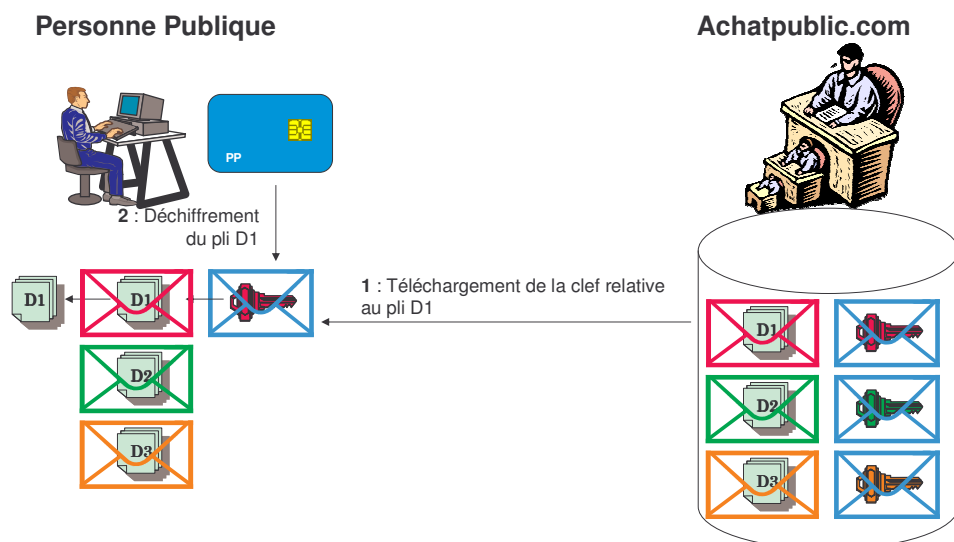 Personne Publique
Achatpublic.com
PP
2 : Déchiffrement
du pli D1
1 : Téléchargement de la clef relative
au pli D1
D1
D1
D2
D3
D1
D2
D3